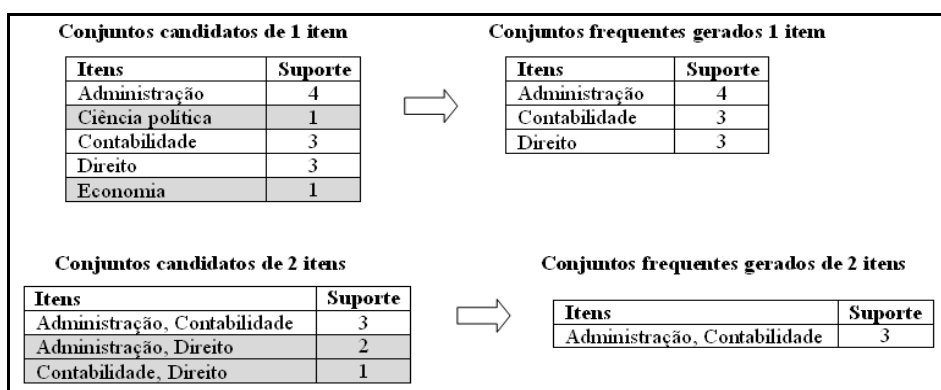 Conjuntos candidatos de 1 item
Itens Suporte
Administração 4
Ciência política 1
Contabilidade 3
Direito 3
Economia 1
Conjuntos frequentes gerados 1 item
Itens Suporte
Administração 4
Contabilidade 3
Direito 3
Conjuntos candidatos de 2 itens
Itens Suporte
Administração, Contabilidade 3
Administração, Direito 2
Contabilidade, Direito 1
Conjuntos frequentes gerados de 2 itens
Itens Suporte
Administração, Contabilidade 3